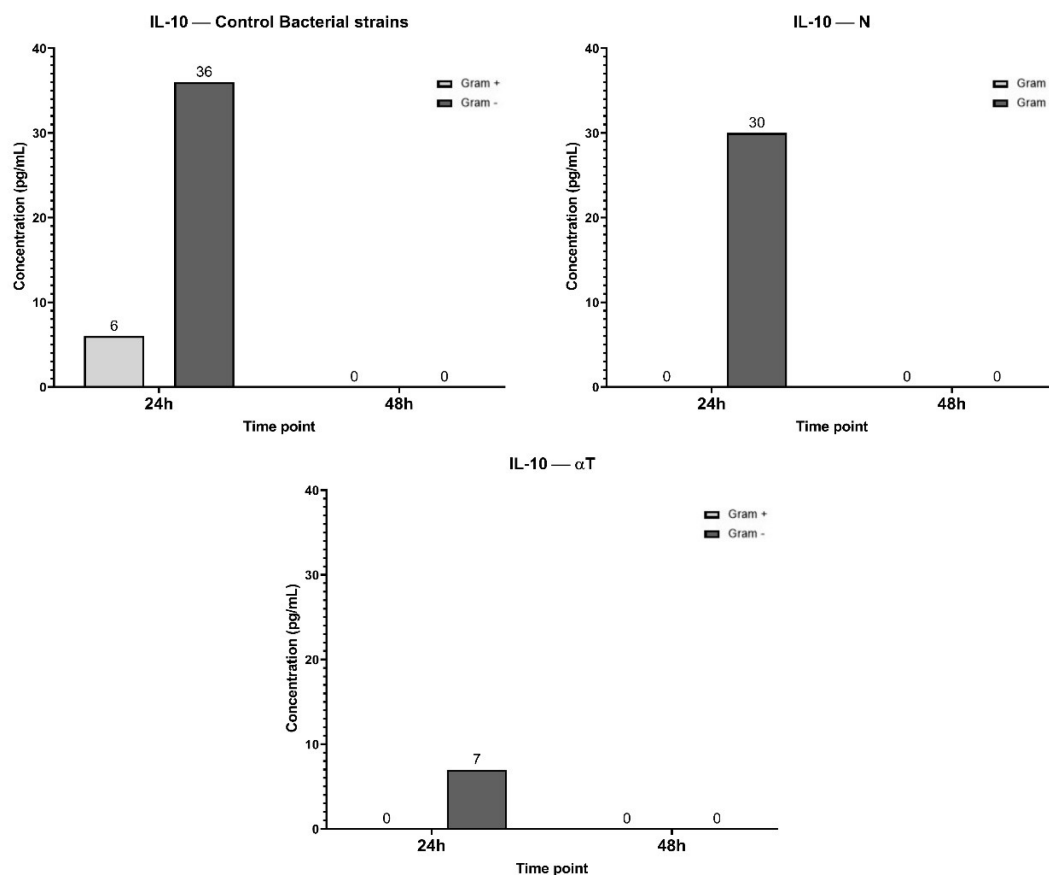 IL-10 — Control Bacterial strains
40
30
20
10
0
Concentration (pg/mL)
6
36
0
0
24h
48h
Time point
Gram +
Gram -
IL-10 — N
40
30
20
10
0
Concentration (pg/mL)
0
30
0
0
24h
48h
Time point
Gram
Gram
IL-10 — αT
40
30
20
10
0
Concentration (pg/mL)
0
7
0
0
24h
48h
Time point
Gram +
Gram -